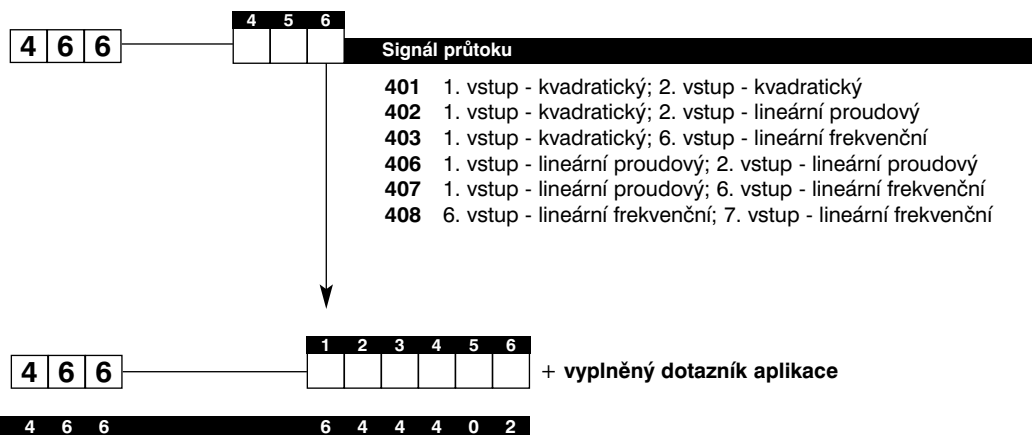 4 5 6
4 6 6
Signál průtoku
401 1. vstup - kvadratický; 2. vstup - kvadratický
402 1. vstup - kvadratický; 2. vstup - lineární proudový
403 1. vstup - kvadratický; 6. vstup - lineární frekvenční
406 1. vstup - lineární proudový; 2. vstup - lineární proudový
407 1. vstup - lineární proudový; 6. vstup - lineární frekvenční
408 6. vstup - lineární frekvenční; 7. vstup - lineární frekvenční
1 2 3 4 5 6
4 6 6 + vyplněný dotazník aplikace
4 6 6 6 4 4 4 0 2